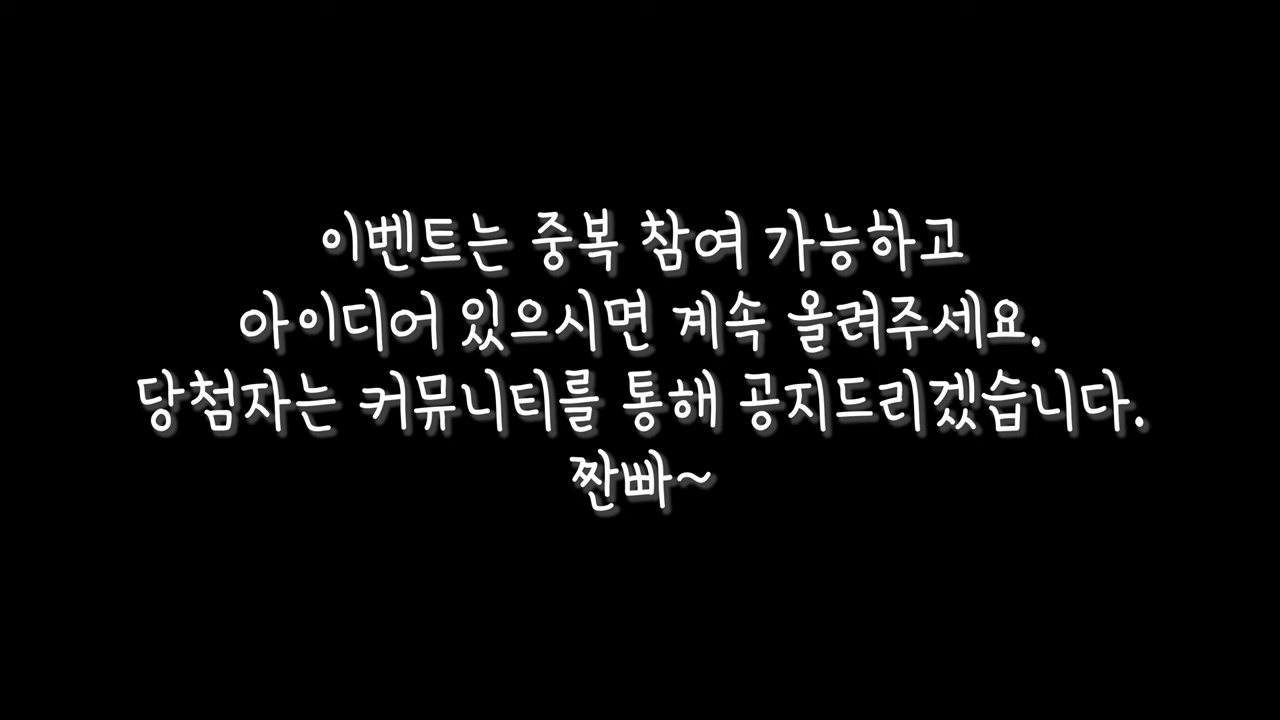 이벤트는 중복 참여 가능하고
아이디어 있으시면 계속 올려주세요.
당첨자는 커뮤니티를 통해 공지드리겠습니다.
짠빠~